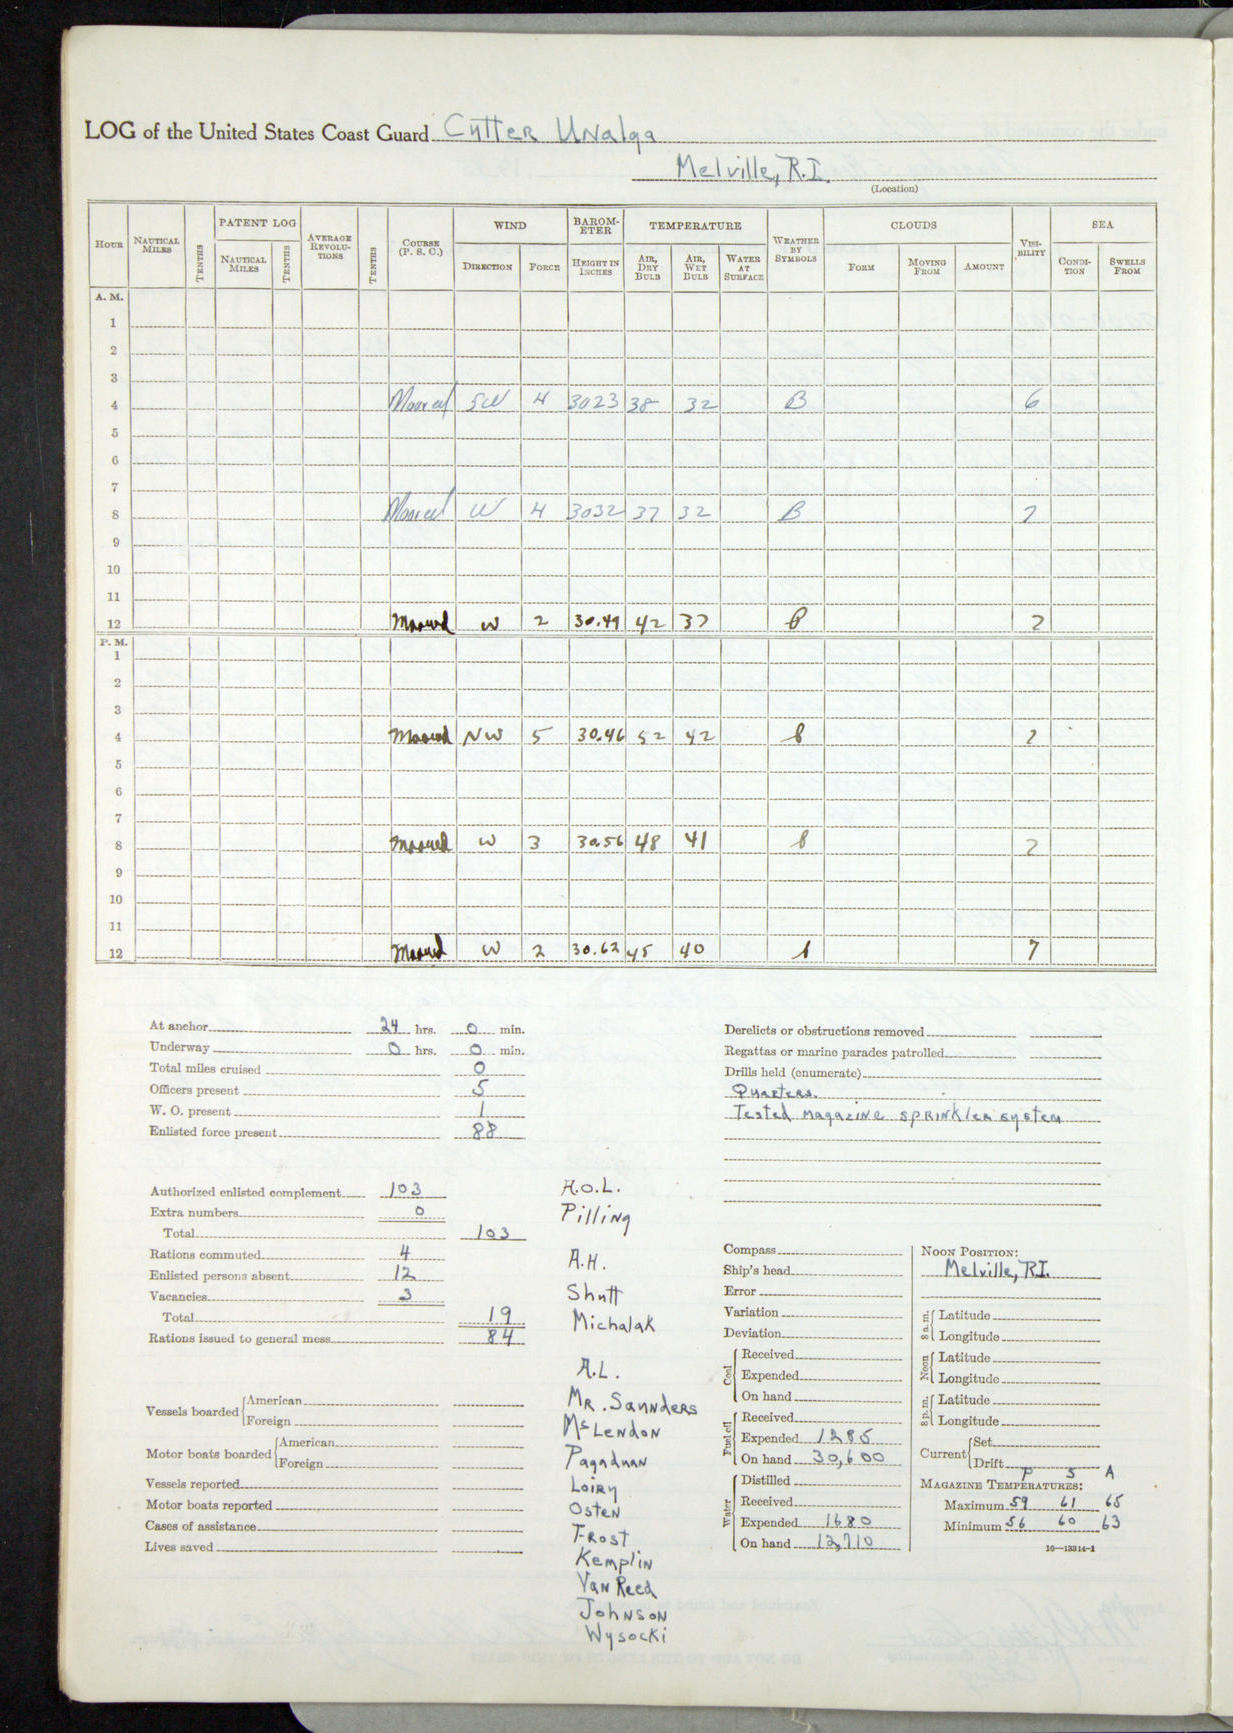 LOG of the United States Coast Guard Cutter Unalga
Melville, R.I.
(Location)
HOUR NAUTICAL MILES TENTHS PATENT LOG NAUTICAL MILES TENTHS AVERAGE REVOLU-TIONS TENTHS COURSE (P. S. C.) WIND DIRECTION FORCE BAROM-ETER HEIGHT IN INCHES TEMPERATURE AIR, DRY BULB AIR, WET BULB WATER AT SURFACE WEATHER BY SYMBOLS CLOUDS FORM MOVING FROM AMOUNT VISI-BILITY SEA CONDI-TION SWELLS FROM
A. M.
1
2
3
4 Moored SW 4 3023 38 32 B 6
5
6
7
8 Moored W 4 3032 37 32 B 7
9
10
11
12 Moored W 2 30.49 42 37 b 7
P. M.
1
2
3
4 Moored NW 5 30.46 52 42 b 7
5
6
7
8 Moored W 3 30.56 48 41 b 7
9
10
11
12 Moored W 2 30.62 45 40 b 7
At anchor 24 hrs. 0 min.
Underway 0 hrs. 0 min.
Total miles cruised 0
Officers present 5
W. O. present 1
Enlisted force present 88
Authorized enlisted complement 103
Extra numbers 0
Total 103
Rations commuted 4
Enlisted persons absent 12
Vacancies 3
Total 19
Rations issued to general mess 84
Vessels boarded American
Foreign
Motor boats boarded American
Foreign
Vessels reported
Motor boats reported
Cases of assistance
Lives saved
H.O.L.
Pilling
A.H.
Shutt
Michalak
A.L.
Mr. Saunders
McLendon
Pagaduan
Loiry
Osten
Frost
Kemplin
Van Reed
Johnson
Wysocki
Derelicts or obstructions removed
Regattas or marine parades patrolled
Drills held (enumerate)
Quarters.
Tested magazine sprinkler system
Compass
Ship's head
Error
Variation
Deviation
Coal Received
Expended
On hand
Fuel oil Received
Expended 1285
On hand 30,600
Water Distilled
Received
Expended 1680
On hand 12,710
NOON POSITION:
Melville, R.I.
8 a. m. Latitude
Longitude
Noon Latitude
Longitude
8 p. m. Latitude
Longitude
Current Set
Drift
P S A
MAGAZINE TEMPERATURES:
Maximum 59 61 65
Minimum 56 60 63
16—13314-1